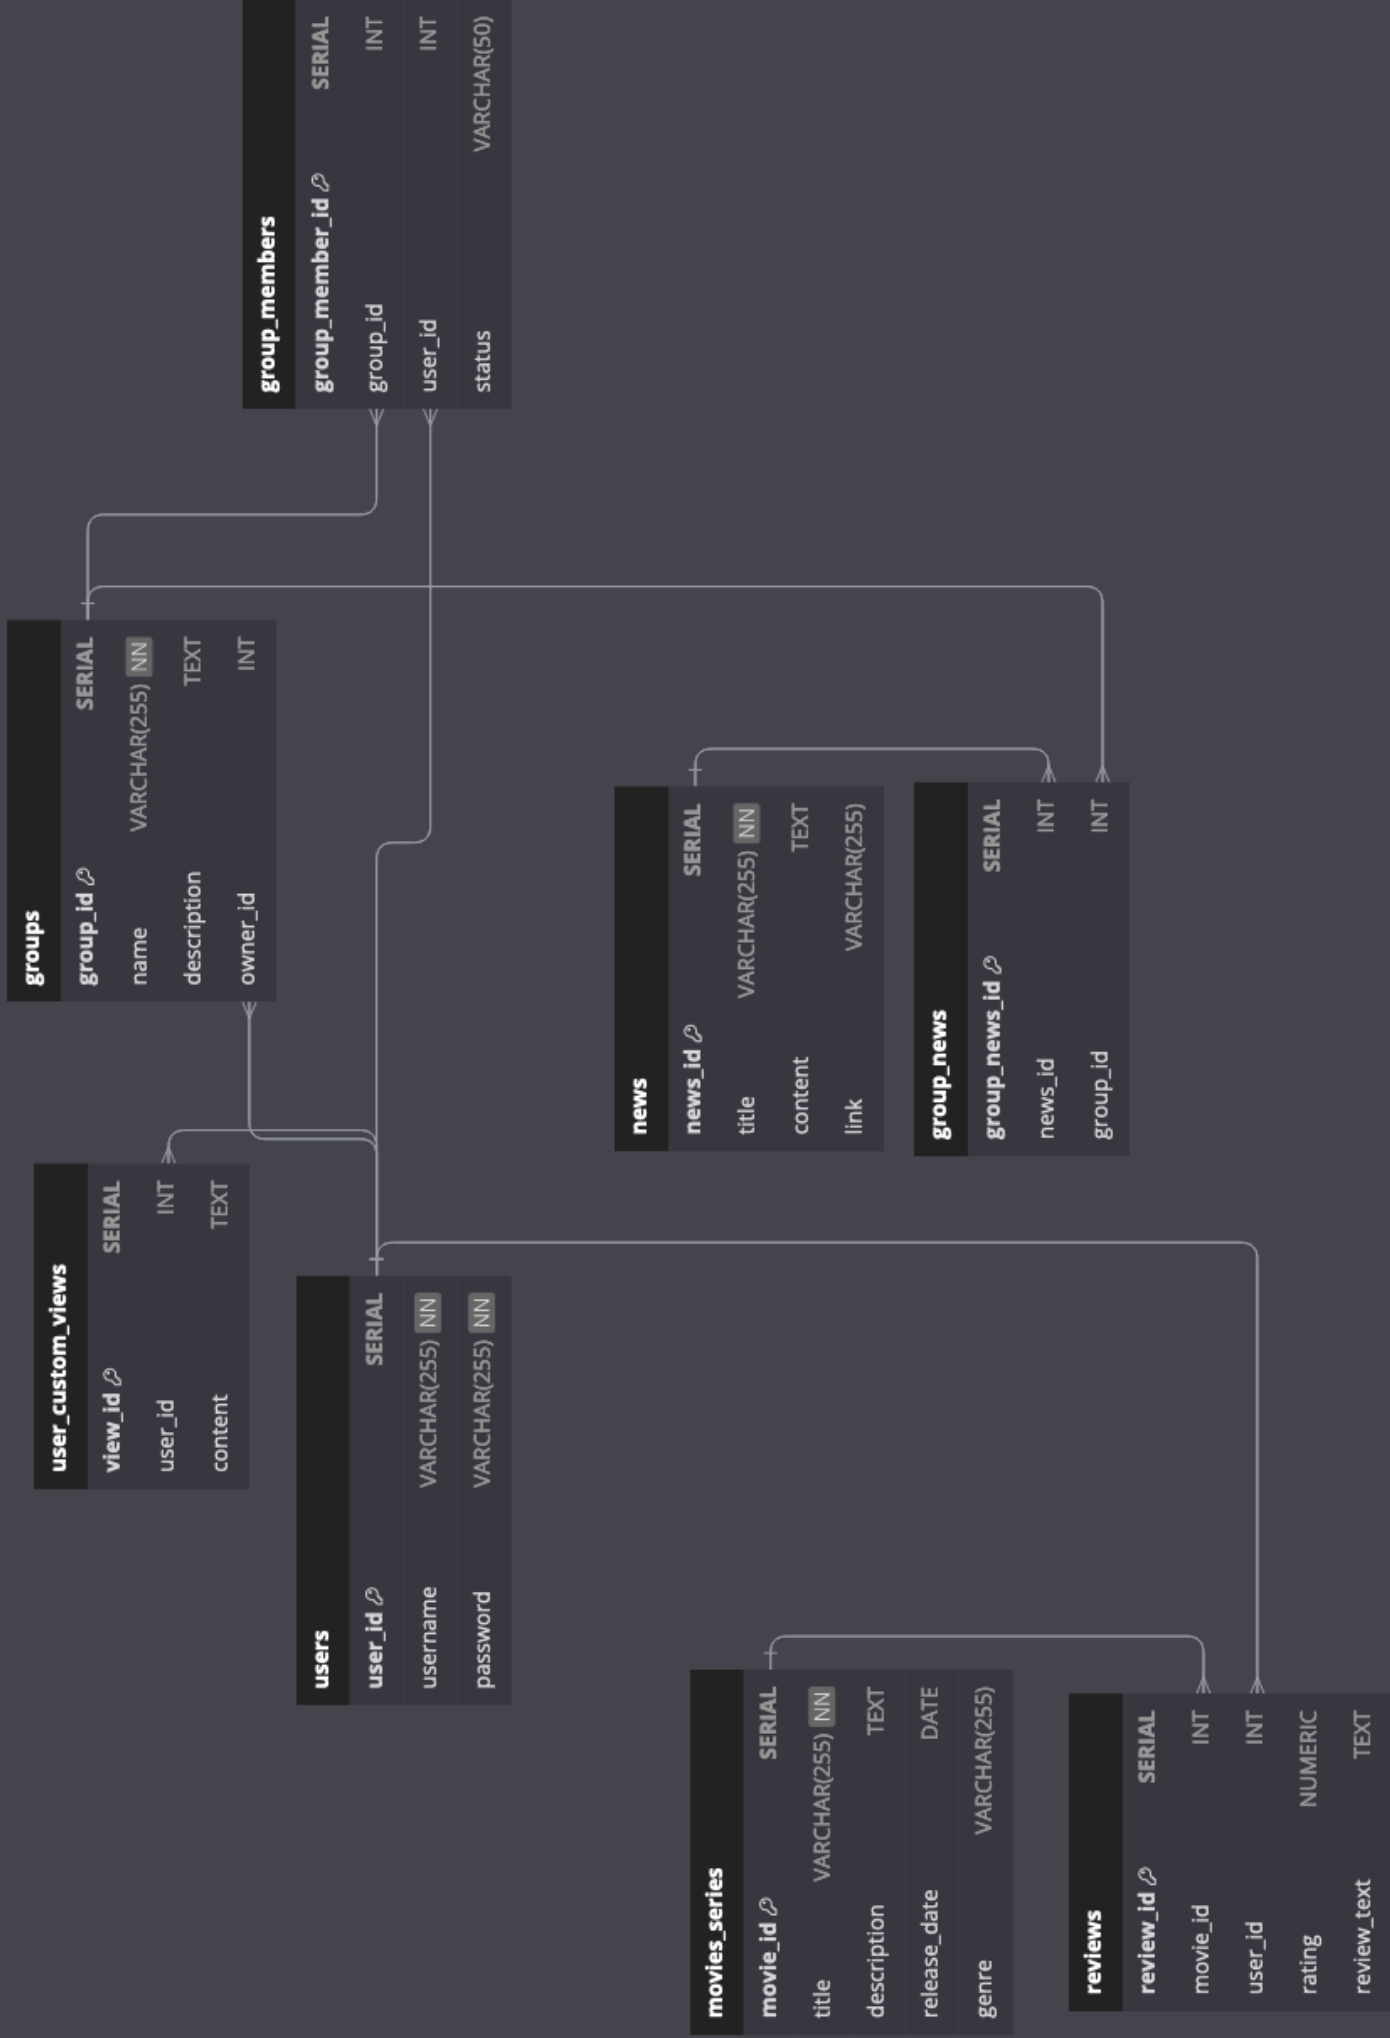 user_custom_views
view_id SERIAL
user_id INT
content TEXT
groups
group_id SERIAL
name VARCHAR(255) NN
description TEXT
owner_id INT
group_members
group_member_id SERIAL
group_id INT
user_id INT
status VARCHAR(50)
users
user_id SERIAL
username VARCHAR(255) NN
password VARCHAR(255) NN
news
news_id SERIAL
title VARCHAR(255) NN
content TEXT
link VARCHAR(255)
movies_series
movie_id SERIAL
title VARCHAR(255) NN
description TEXT
release_date DATE
genre VARCHAR(255)
group_news
group_news_id SERIAL
news_id INT
group_id INT
reviews
review_id SERIAL
movie_id INT
user_id INT
rating NUMERIC
review_text TEXT